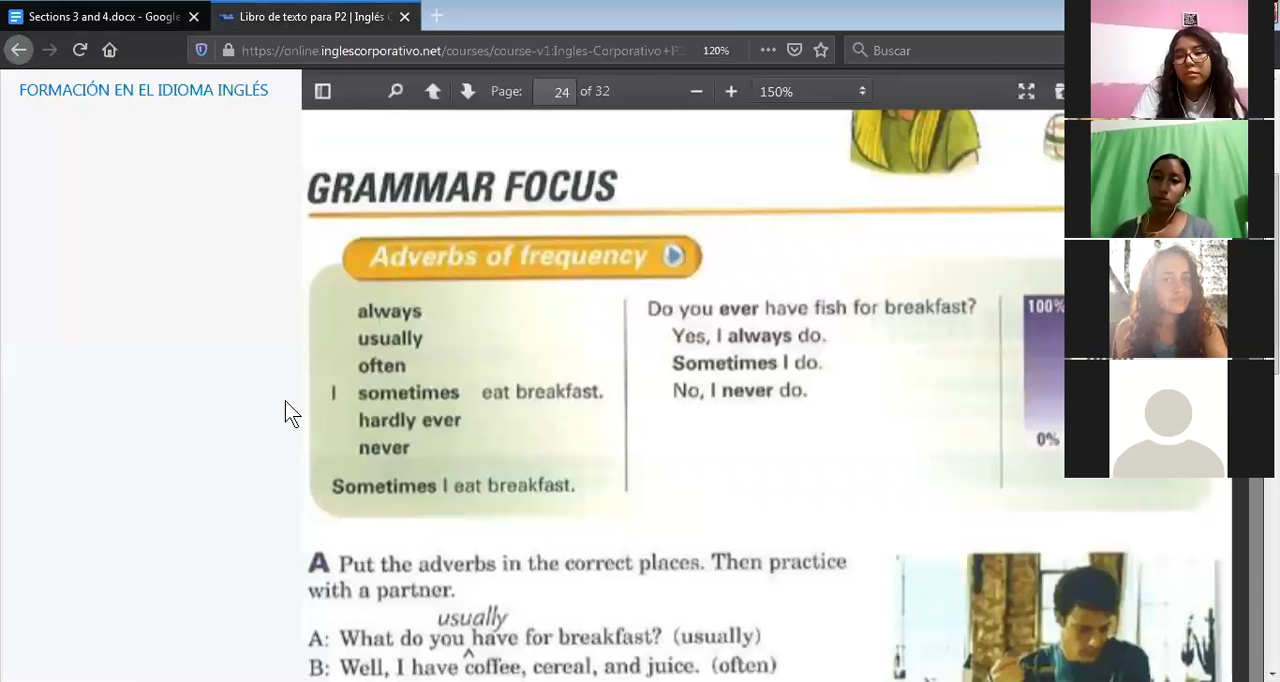 Sections 3 and 4.docx - Google
Libro de texto para P2 | Inglés C
https://online.inglescorporativo.net/courses/course-v1:Ingles-Corporativo+P
120%
Buscar
FORMACIÓN EN EL IDIOMA INGLÉS
Page: 24 of 32
150%
GRAMMAR FOCUS
Adverbs of frequency
always
usually
often
I sometimes eat breakfast.
hardly ever
never
Sometimes I eat breakfast.
Do you ever have fish for breakfast?
Yes, I always do.
Sometimes I do.
No, I never do.
100%
0%
A Put the adverbs in the correct places. Then practice
with a partner.
usually
A: What do you have for breakfast? (usually)
B: Well, I have coffee, cereal, and juice. (often)